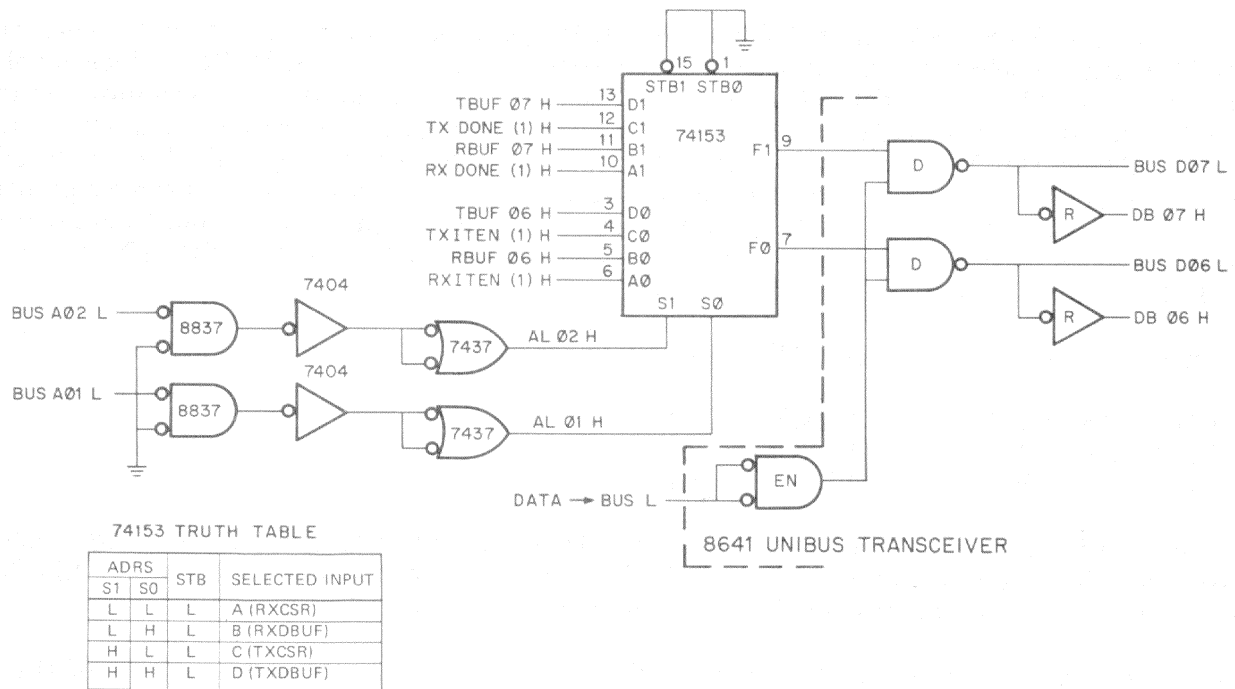 15 1
STB1 STBØ
TBUF Ø7 H 13 D1
TX DONE (1) H 12 C1
RBUF Ø7 H 11 B1
RX DONE (1) H 10 A1
74153
F1 9
TBUF Ø6 H 3 DØ
TXITEN (1) H 4 CØ
RBUF Ø6 H 5 BØ
RXITEN (1) H 6 AØ
FØ 7
S1 SØ
D
BUS DØ7 L
R
DB Ø7 H
D
BUS DØ6 L
R
DB Ø6 H
7404
BUS AØ2 L
8837
7437
AL Ø2 H
7404
BUS AØ1 L
8837
7437
AL Ø1 H
DATA → BUS L
EN
8641 UNIBUS TRANSCEIVER
74153 TRUTH TABLE
ADRS STB SELECTED INPUT
S1 S0
L L L A (RXCSR)
L H L B (RXDBUF)
H L L C (TXCSR)
H H L D (TXDBUF)